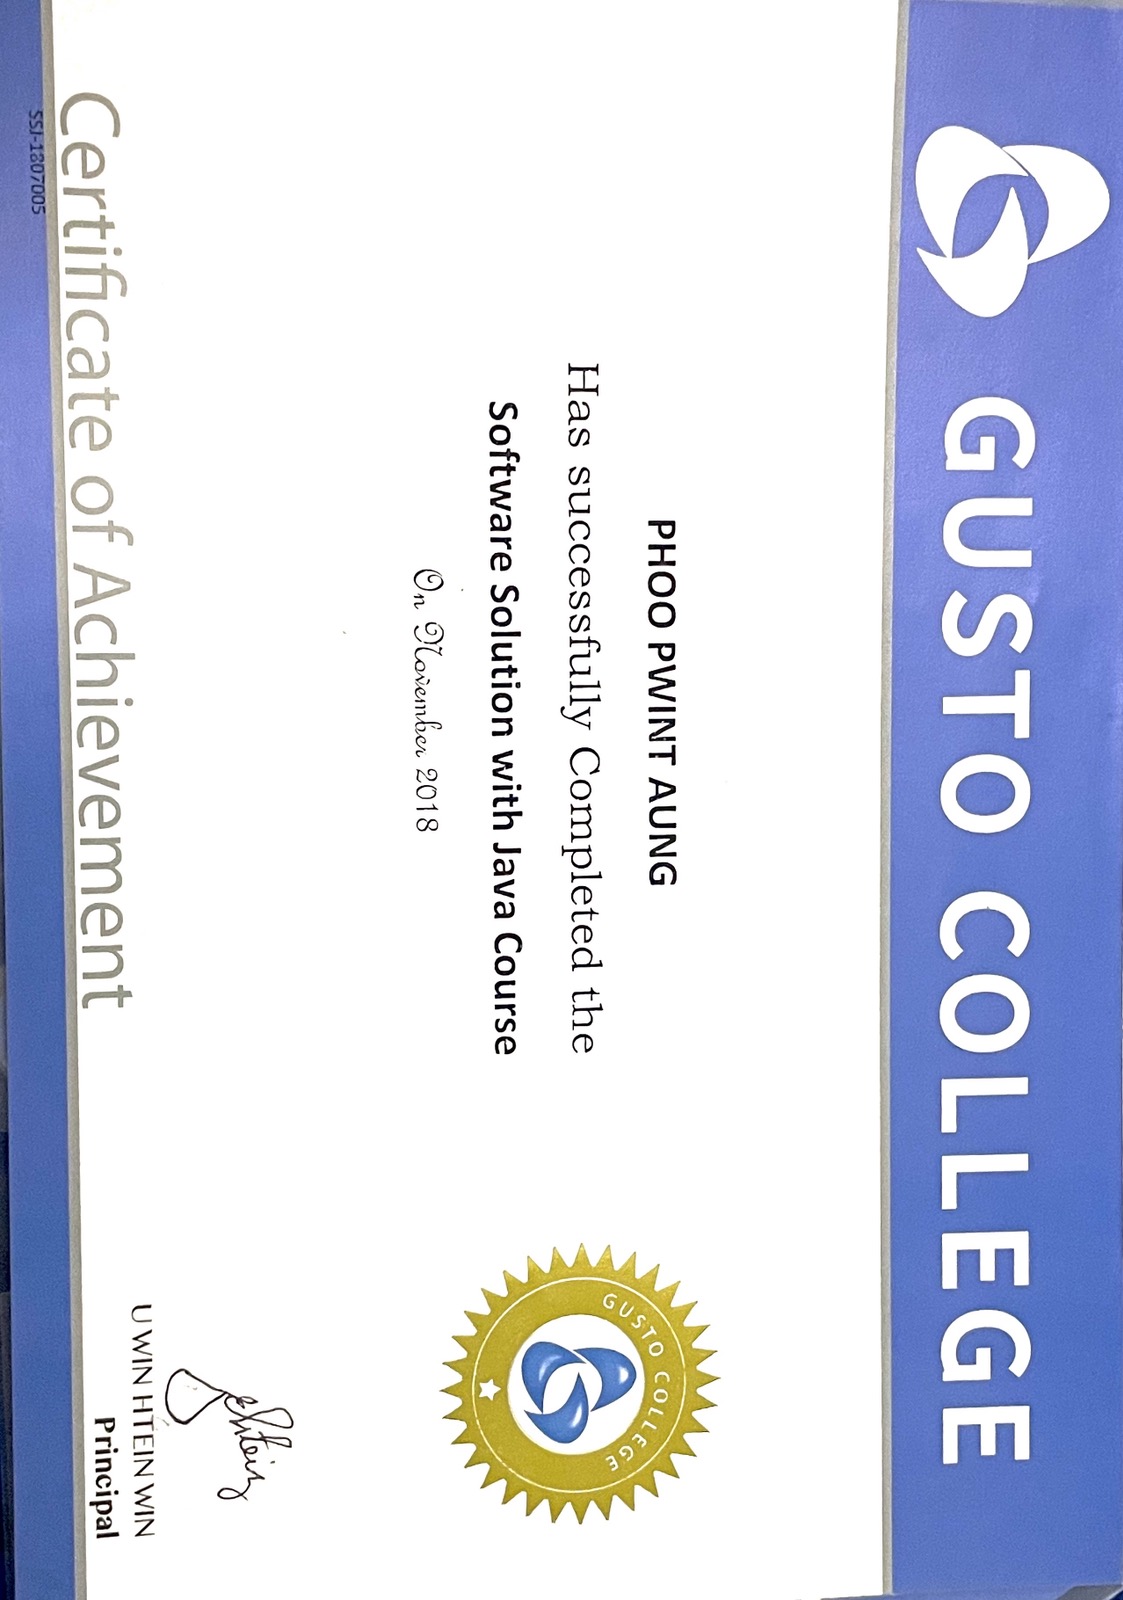 GUSTO COLLEGE
PHOO PWINT AUNG
Has successfully Completed the
Software Solution with Java Course
On November 2018
GUSTO COLLEGE
U WIN HTEIN WIN
Principal
Certificate of Achievement
SSJ-1807005